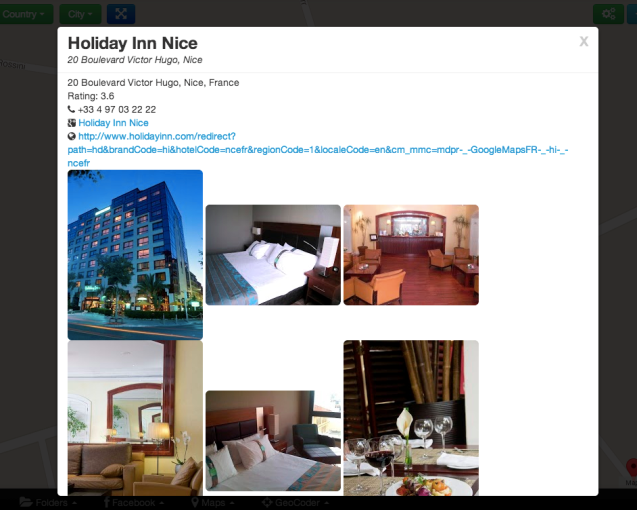 Country
City
Holiday Inn Nice
X
20 Boulevard Victor Hugo, Nice
20 Boulevard Victor Hugo, Nice, France
Rating: 3.6
+33 4 97 03 22 22
Holiday Inn Nice
http://www.holidayinn.com/redirect?
path=hd&brandCode=hi&hotelCode=ncefr&regionCode=1&localeCode=en&cm_mmc=mdpr-_-GoogleMapsFR-_-hi-_-
ncefr
Folders
Facebook
Maps
GeoCoder